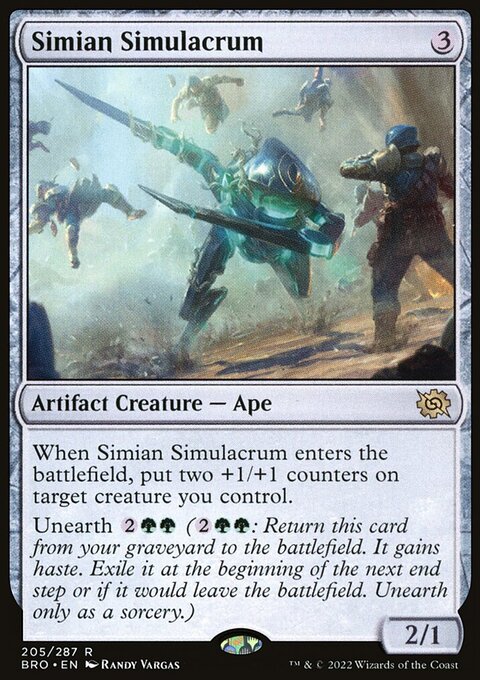 Simian Simulacrum 3
Artifact Creature — Ape
When Simian Simulacrum enters the
battlefield, put two +1/+1 counters on
target creature you control.
Unearth 2 (2: Return this card
from your graveyard to the battlefield. It gains
haste. Exile it at the beginning of the next end
step or if it would leave the battlefield. Unearth
only as a sorcery.)
2/1
205/287 R
BRO • EN Randy Vargas
™ & © 2022 Wizards of the Coast